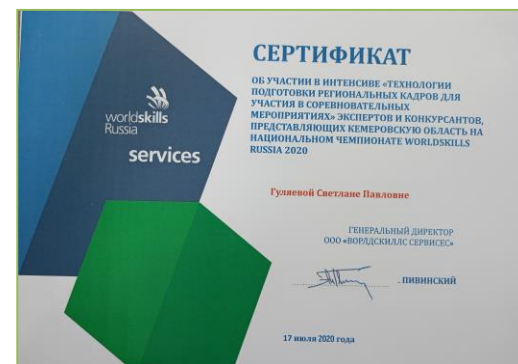 worldskills
Russia
services
СЕРТИФИКАТ
ОБ УЧАСТИИ В ИНТЕНСИВЕ «ТЕХНОЛОГИИ
ПОДГОТОВКИ РЕГИОНАЛЬНЫХ КАДРОВ ДЛЯ
УЧАСТИЯ В СОРЕВНОВАТЕЛЬНЫХ
МЕРОПРИЯТИЯХ» ЭКСПЕРТОВ И КОНКУРСАНТОВ,
ПРЕДСТАВЛЯЮЩИХ КЕМЕРОВСКУЮ ОБЛАСТЬ НА
НАЦИОНАЛЬНОМ ЧЕМПИОНАТЕ WORLDSKILLS
RUSSIA 2020
Гуляевой Светлане Павловне
ГЕНЕРАЛЬНЫЙ ДИРЕКТОР
ООО «ВОРЛДСКИЛЛС СЕРВИСЕС»
. ПИВИНСКИЙ
17 июля 2020 года